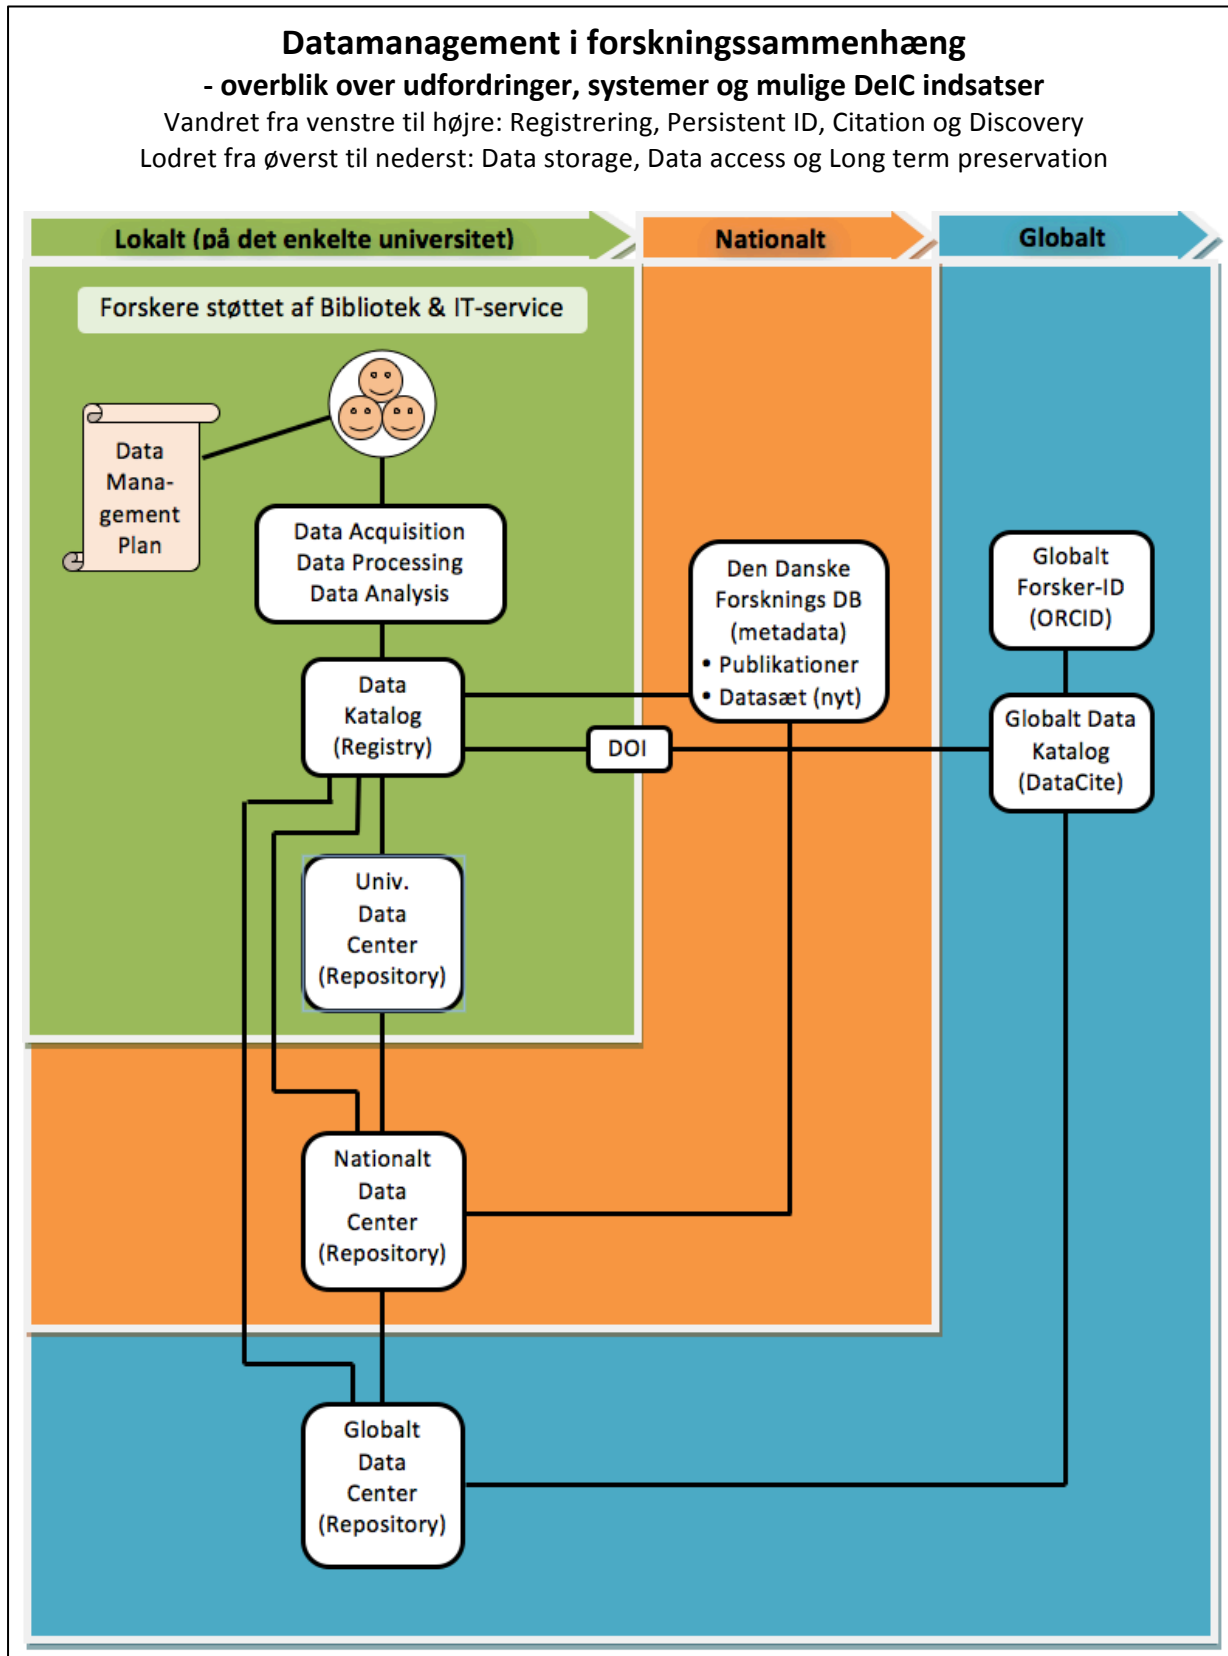 Datamanagement i forskningssammenhæng
- overblik over udfordringer, systemer og mulige DeIC indsatser
Vandret fra venstre til højre: Registrering, Persistent ID, Citation og Discovery
Lodret fra øverst til nederst: Data storage, Data access og Long term preservation
Lokalt (på det enkelte universitet)
Nationalt
Globalt
Forskere støttet af Bibliotek & IT-service
Data
Mana-
gement
Plan
Data Acquisition
Data Processing
Data Analysis
Den Danske
Forsknings DB
(metadata)
• Publikationer
• Datasæt (nyt)
Globalt
Forsker-ID
(ORCID)
Data
Katalog
(Registry)
DOI
Globalt Data
Katalog
(DataCite)
Univ.
Data
Center
(Repository)
Nationalt
Data
Center
(Repository)
Globalt
Data
Center
(Repository)